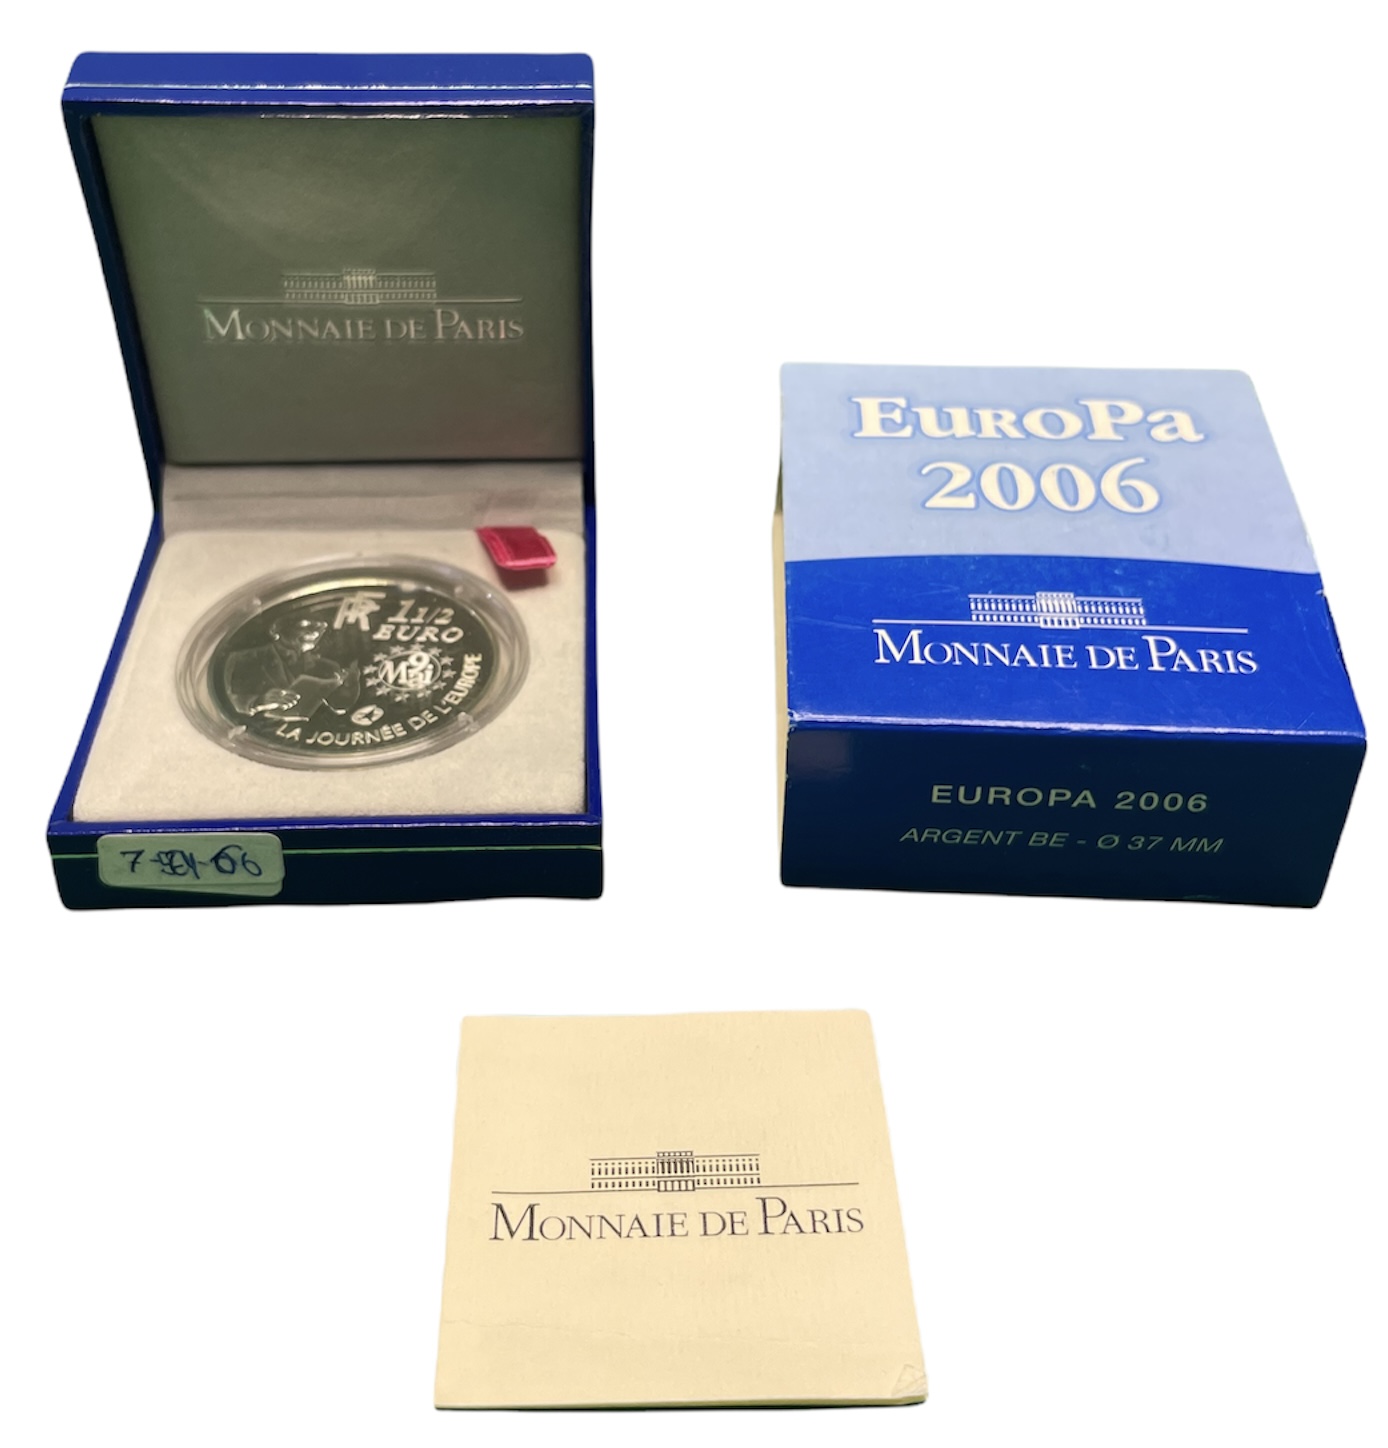 MONNAIE DE PARIS
RF
1 1/2
EURO
9
Mai
LA JOURNÉE DE L'EUROPE
EUROPa
2006
MONNAIE DE PARIS
EUROPA 2006
ARGENT BE - Ø 37 MM
MONNAIE DE PARIS